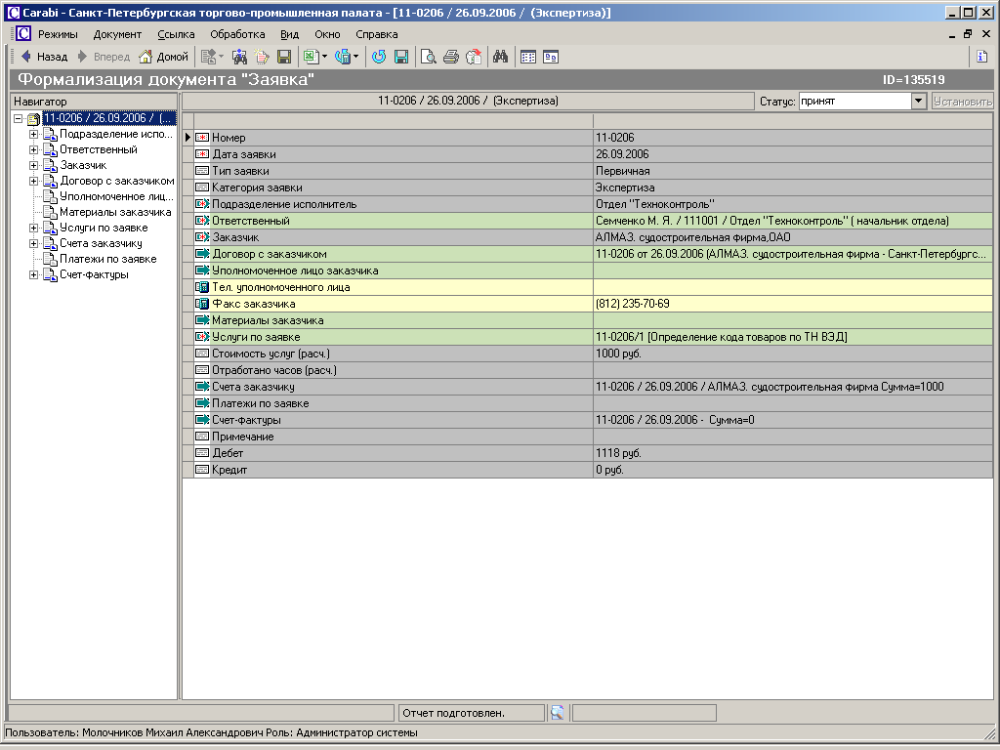 Carabi - Санкт-Петербургская торгово-промышленная палата - [11-0206 / 26.09.2006 / (Экспертиза)]
Режимы Документ Ссылка Обработка Вид Окно Справка
Назад Вперед Домой
Формализация документа "Заявка" ID=135519
Навигатор
11-0206 / 26.09.2006 / (...
Подразделение испо...
Ответственный
Заказчик
Договор с заказчиком
Уполномоченное лиц...
Материалы заказчика
Услуги по заявке
Счета заказчику
Платежи по заявке
Счет-фактуры
11-0206 / 26.09.2006 / (Экспертиза) Статус: принят Установить
Номер 11-0206
Дата заявки 26.09.2006
Тип заявки Первичная
Категория заявки Экспертиза
Подразделение исполнитель Отдел "Техноконтроль"
Ответственный Семченко М. Я. / 111001 / Отдел "Техноконтроль" ( начальник отдела)
Заказчик АЛМАЗ. судостроительная фирма,ОАО
Договор с заказчиком 11-0206 от 26.09.2006 (АЛМАЗ. судостроительная фирма - Санкт-Петербургс...
Уполномоченное лицо заказчика
Тел. уполномоченного лица
Факс заказчика (812) 235-70-69
Материалы заказчика
Услуги по заявке 11-0206/1 [Определение кода товаров по ТН ВЭД]
Стоимость услуг (расч.) 1000 руб.
Отработано часов (расч.)
Счета заказчику 11-0206 / 26.09.2006 / АЛМАЗ. судостроительная фирма Сумма=1000
Платежи по заявке
Счет-фактуры 11-0206 / 26.09.2006 - Сумма=0
Примечание
Дебет 1118 руб.
Кредит 0 руб.
Отчет подготовлен.
Пользователь: Молочников Михаил Александрович Роль: Администратор системы